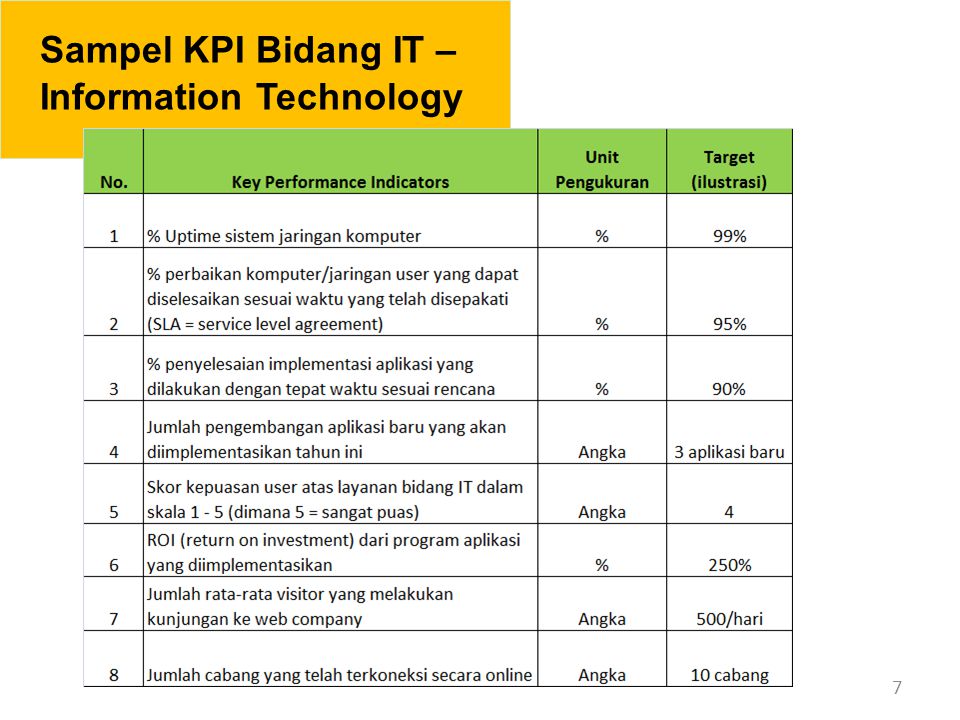 Sampel KPI Bidang IT –
Information Technology
No.
Key Performance Indicators
Unit
Pengukuran
Target
(ilustrasi)
1
% Uptime sistem jaringan komputer
%
99%
2
% perbaikan komputer/jaringan user yang dapat
diselesaikan sesuai waktu yang telah disepakati
(SLA = service level agreement)
%
95%
3
% penyelesaian implementasi aplikasi yang
dilakukan dengan tepat waktu sesuai rencana
%
90%
4
Jumlah pengembangan aplikasi baru yang akan
diimplementasikan tahun ini
Angka
3 aplikasi baru
5
Skor kepuasan user atas layanan bidang IT dalam
skala 1 - 5 (dimana 5 = sangat puas)
Angka
4
6
ROI (return on investment) dari program aplikasi
yang diimplementasikan
%
250%
7
Jumlah rata-rata visitor yang melakukan
kunjungan ke web company
Angka
500/hari
8
Jumlah cabang yang telah terkoneksi secara online
Angka
10 cabang
7